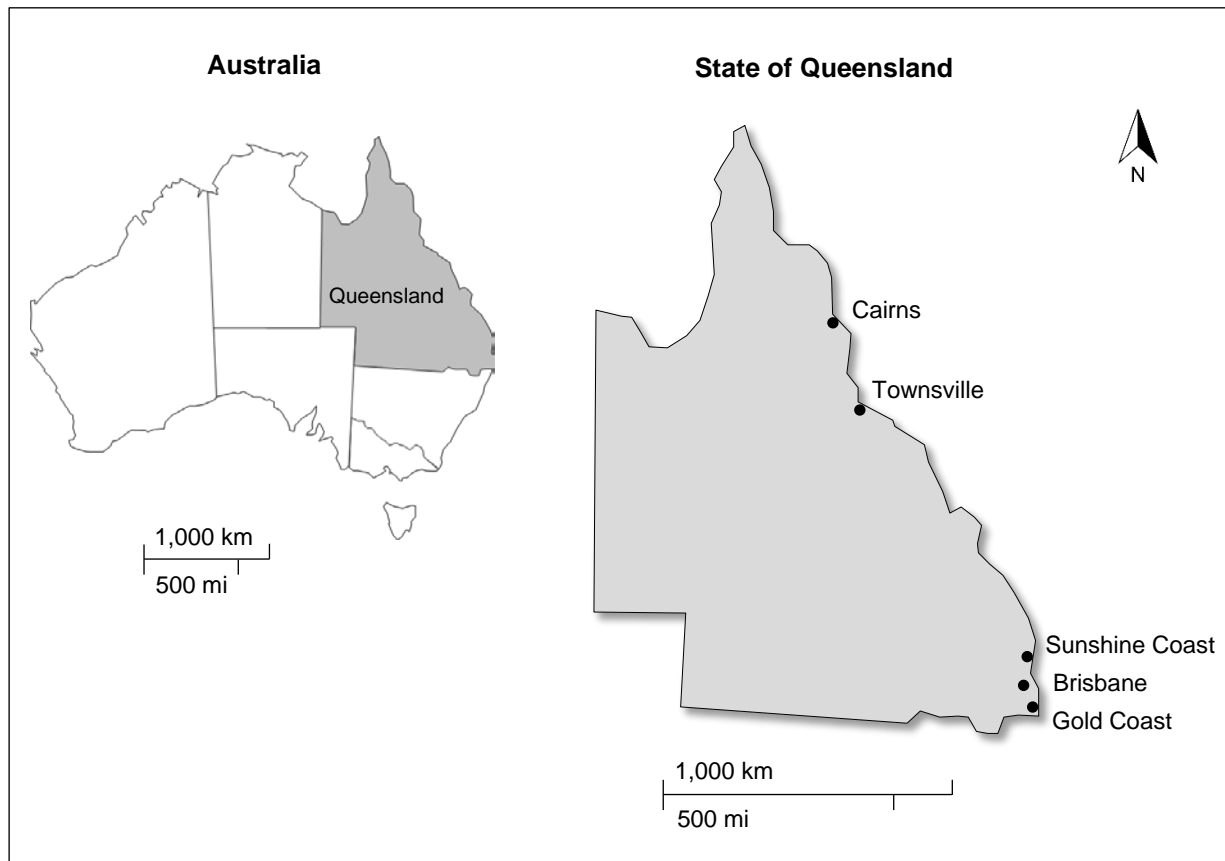 Australia
Queensland
1,000 km
500 mi
State of Queensland
N
Cairns
Townsville
Sunshine Coast
Brisbane
Gold Coast
1,000 km
500 mi